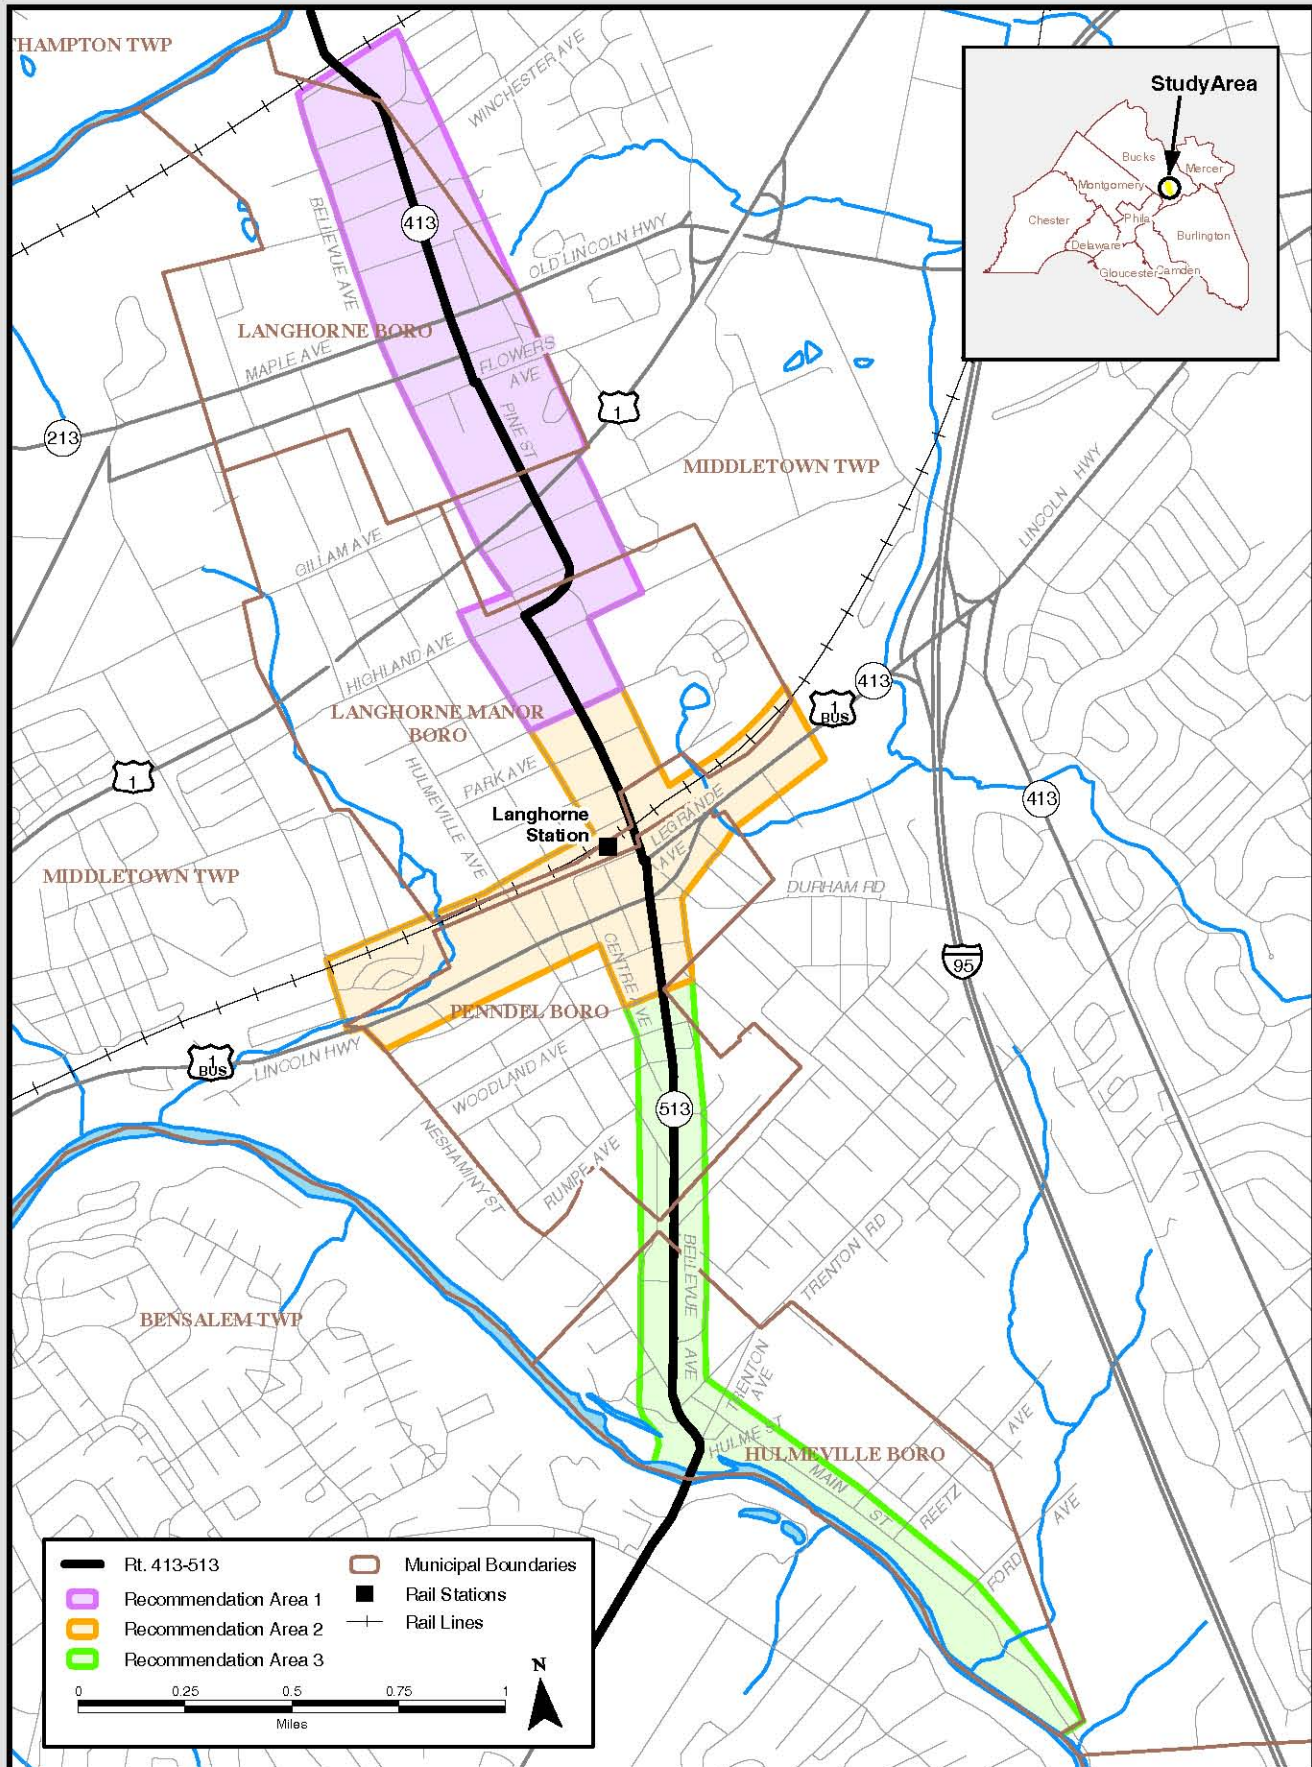 THAMPTON TWP
WINCHESTER AVE
StudyArea
Bucks
Mercer
Montgomery
Chester
Phila
Burlington
Delaware
Gloucester
Camden
BELLEVUE AVE
413
OLD LINCOLN HWY
LANGHORNE BORO
MAPLE AVE
FLOWERS
AVE
1
PINE ST
213
MIDDLETOWN TWP
LINCOLN HWY
GILLAM AVE
HIGHLAND AVE
413
1
BUS
LANGHORNE MANOR
BORO
PARK AVE
HULMEVILLE AVE
1
413
Langhorne
Station
LEGRANDE
AVE
MIDDLETOWN TWP
DURHAM RD
CENTRE AVE
95
PENNDEL BORO
1
BUS
LINCOLN HWY
WOODLAND AVE
513
NESHAMINY ST
RUMPF AVE
BELLEVUE AVE
TRENTON RD
BENSALEM TWP
TRENTON
AVE
HULME ST
HULMEVILLE BORO
MAIN ST
REETZ AVE
FORD AVE
Rt. 413-513
Recommendation Area 1
Recommendation Area 2
Recommendation Area 3
Municipal Boundaries
Rail Stations
Rail Lines
N
0 0.25 0.5 0.75 1
Miles